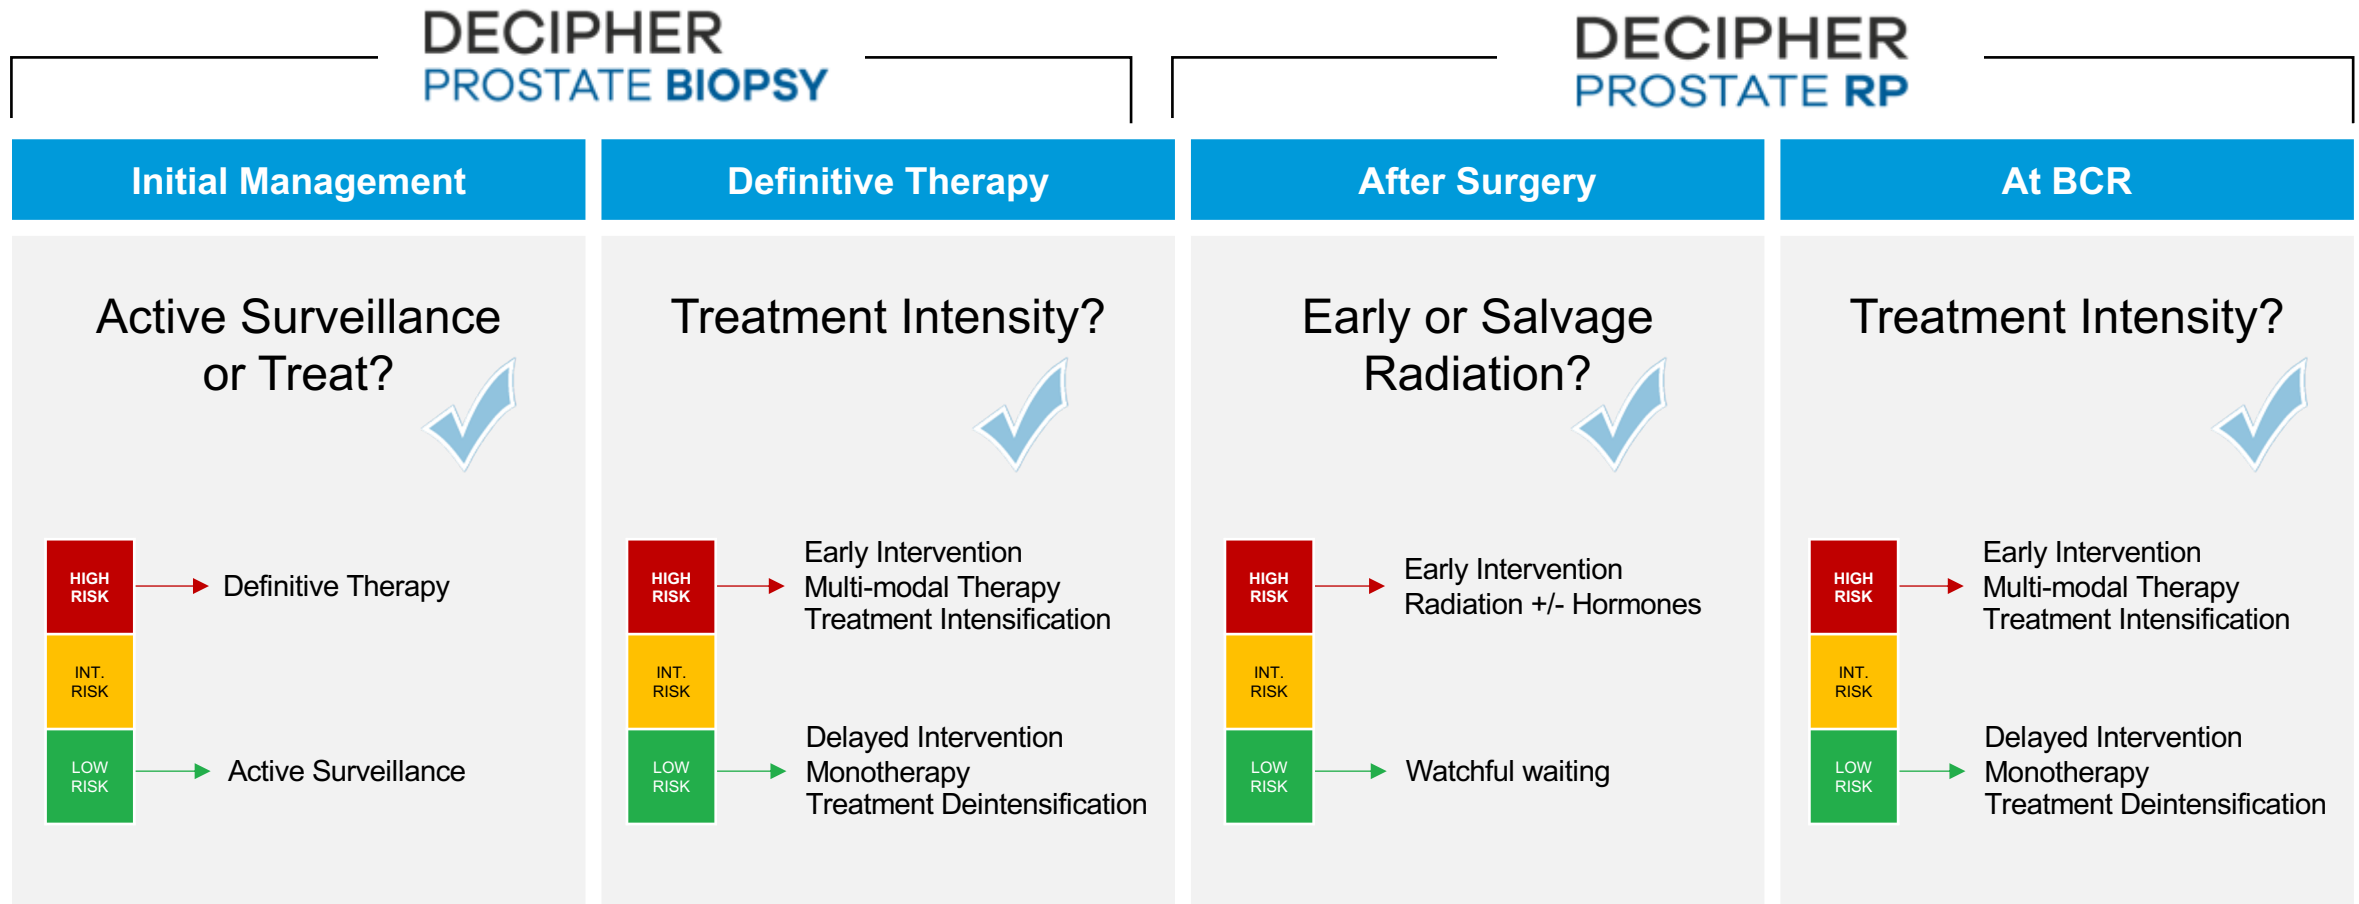 DECIPHER
PROSTATE BIOPSY
DECIPHER
PROSTATE RP
Initial Management
Definitive Therapy
After Surgery
At BCR
Active Surveillance
or Treat?
HIGH
RISK
Definitive Therapy
INT.
RISK
LOW
RISK
Active Surveillance
Treatment Intensity?
HIGH
RISK
Early Intervention
Multi-modal Therapy
Treatment Intensification
INT.
RISK
LOW
RISK
Delayed Intervention
Monotherapy
Treatment Deintensification
Early or Salvage
Radiation?
HIGH
RISK
Early Intervention
Radiation +/- Hormones
INT.
RISK
LOW
RISK
Watchful waiting
Treatment Intensity?
HIGH
RISK
Early Intervention
Multi-modal Therapy
Treatment Intensification
INT.
RISK
LOW
RISK
Delayed Intervention
Monotherapy
Treatment Deintensification